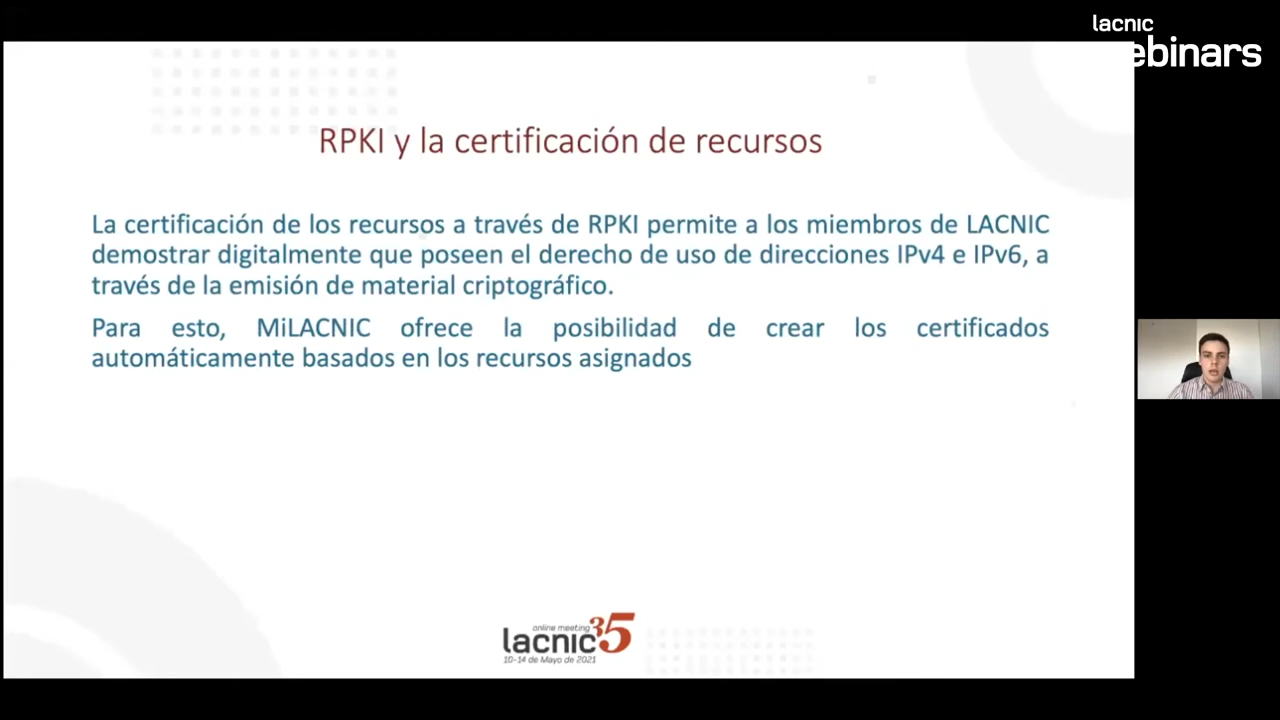 lacnic
ebinars
RPKI y la certificación de recursos
La certificación de los recursos a través de RPKI permite a los miembros de LACNIC
demostrar digitalmente que poseen el derecho de uso de direcciones IPv4 e IPv6, a
través de la emisión de material criptográfico.
Para esto, MiLACNIC ofrece la posibilidad de crear los certificados
automáticamente basados en los recursos asignados
online meeting
lacnic35
10-14 de Mayo de 2021